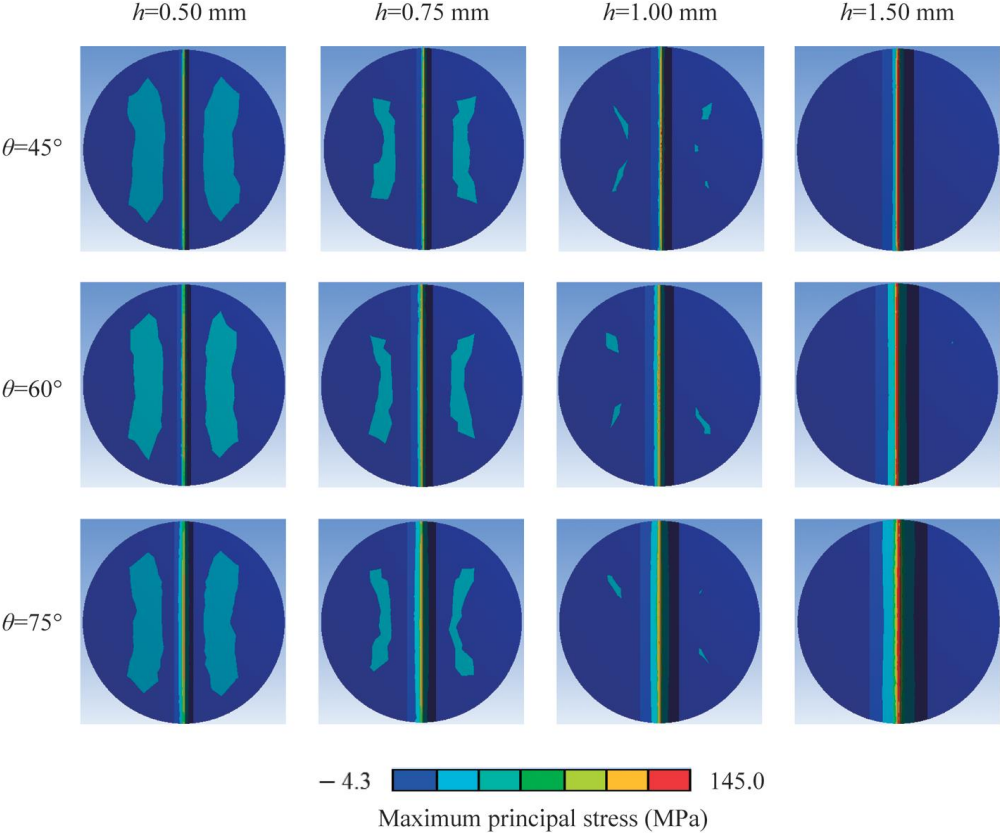 h=0.50 mm h=0.75 mm h=1.00 mm h=1.50 mm
θ=45°
θ=60°
θ=75°
– 4.3 145.0
Maximum principal stress (MPa)